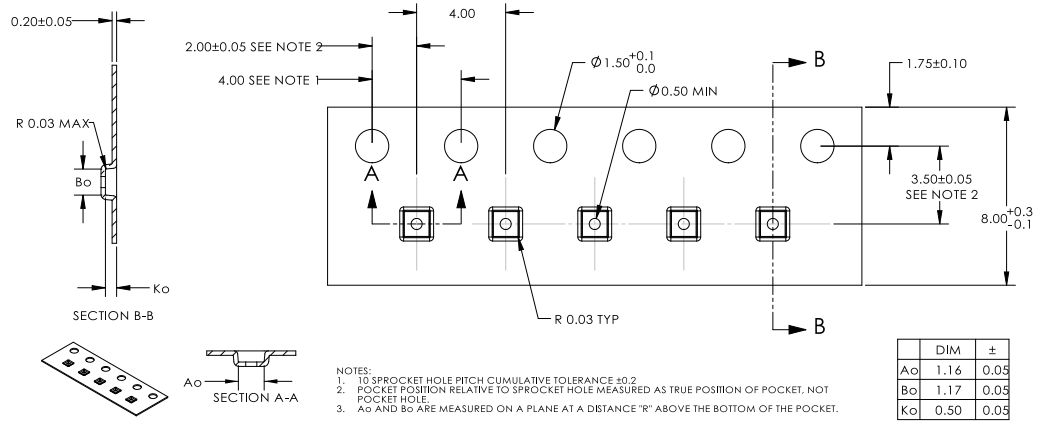 0.20±0.05
4.00
2.00±0.05 SEE NOTE 2
4.00 SEE NOTE 1
Ø1.50 +0.1 0.0
Ø0.50 MIN
B
1.75±0.10
R 0.03 MAX
Bo
A A
3.50±0.05
SEE NOTE 2
8.00 +0.3 -0.1
Ko
SECTION B-B
R 0.03 TYP
B
Ao
SECTION A-A
NOTES:
1. 10 SPROCKET HOLE PITCH CUMULATIVE TOLERANCE ±0.2
2. POCKET POSITION RELATIVE TO SPROCKET HOLE MEASURED AS TRUE POSITION OF POCKET, NOT
POCKET HOLE.
3. Ao AND Bo ARE MEASURED ON A PLANE AT A DISTANCE "R" ABOVE THE BOTTOM OF THE POCKET.
DIM ±
Ao 1.16 0.05
Bo 1.17 0.05
Ko 0.50 0.05